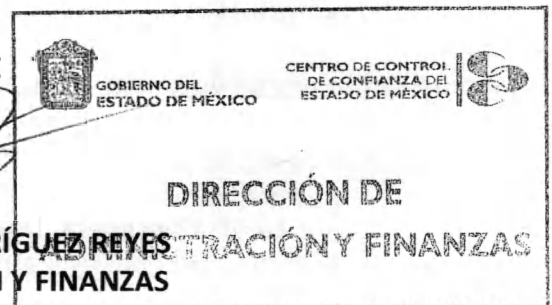 GOBIERNO DEL
ESTADO DE MÉXICO
CENTRO DE CONTROL
DE CONFIANZA DEL
ESTADO DE MÉXICO
DIRECCIÓN DE
ADMINISTRACIÓN Y FINANZAS
RÍGUEZ REYES
N Y FINANZAS